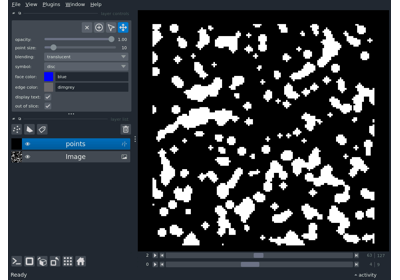 File View Plugins Window Help
opacity: 1.00
point size: 10
blending: translucent
symbol: disc
face color: blue
edge color: dimgrey
display text:
out of slice:
points
Image
2
0
Ready
activity